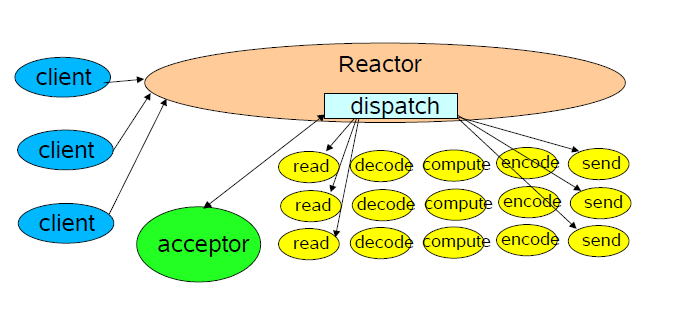 Reactor
client
dispatch
client
read decode compute encode send
read decode compute encode send
client
acceptor
read decode compute encode send